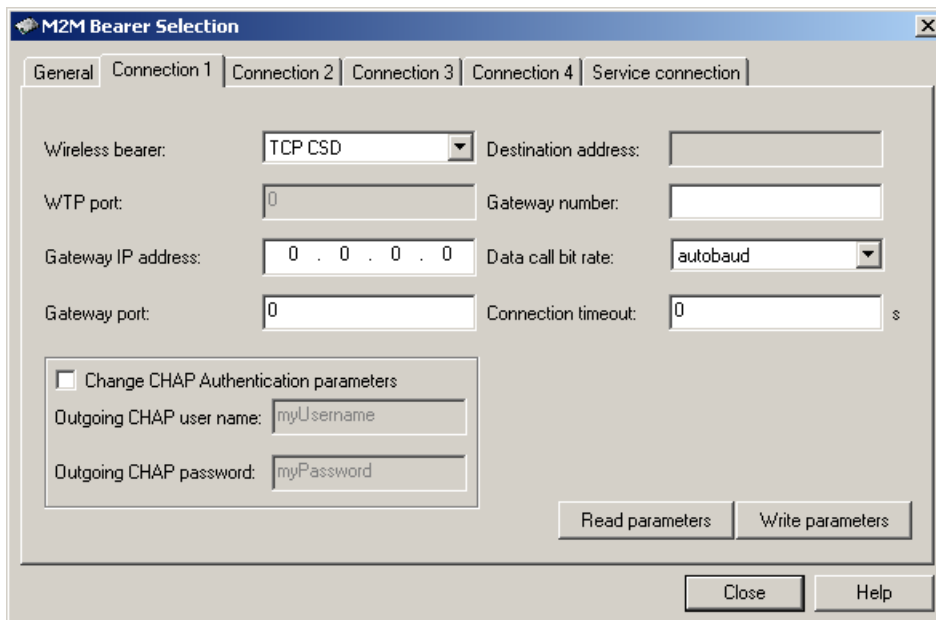 M2M Bearer Selection
General Connection 1 Connection 2 Connection 3 Connection 4 Service connection
Wireless bearer: TCP CSD Destination address:
WTP port: 0 Gateway number:
Gateway IP address: 0 . 0 . 0 . 0 Data call bit rate: autobaud
Gateway port: 0 Connection timeout: 0 s
Change CHAP Authentication parameters
Outgoing CHAP user name: myUsername
Outgoing CHAP password: myPassword
Read parameters Write parameters
Close Help